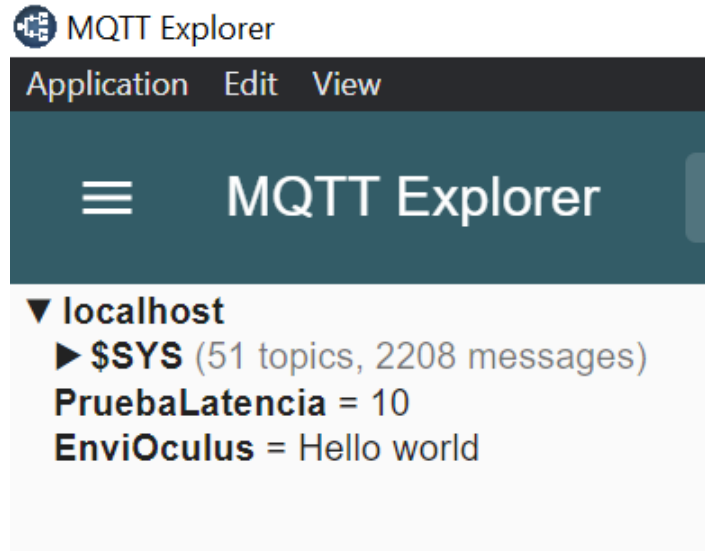 MQTT Explorer
Application Edit View
MQTT Explorer
▼ localhost
▶ $SYS (51 topics, 2208 messages)
PruebaLatencia = 10
EnviOculus = Hello world